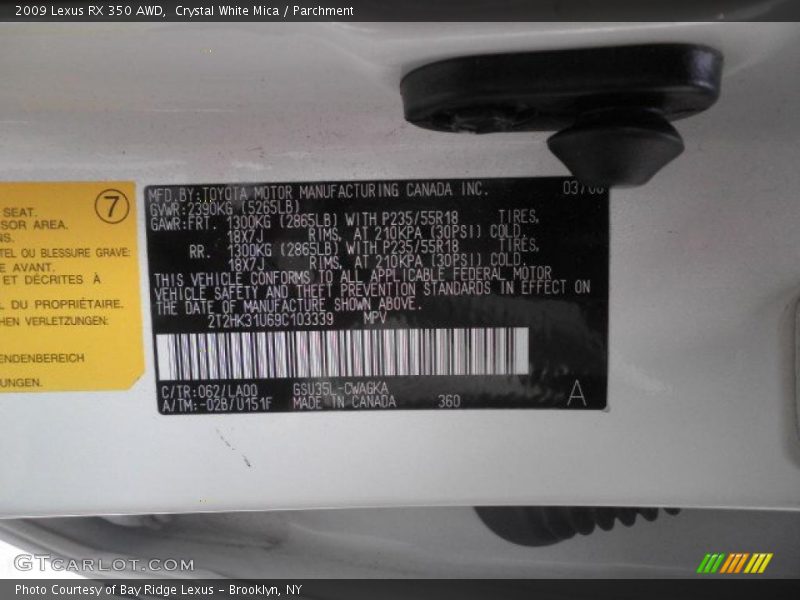 2009 Lexus RX 350 AWD, Crystal White Mica / Parchment
7
SEAT.
SOR AREA.
NS.
TEL OU BLESSURE GRAVE:
E AVANT.
ET DÉCRITES À
L DU PROPRIÉTAIRE.
HEN VERLETZUNGEN:
ENDENBEREICH
UNGEN.
MFD.BY:TOYOTA MOTOR MANUFACTURING CANADA INC.
GVWR:2390KG (5265LB)
GAWR:FRT. 1300KG (2865LB) WITH P235/55R18 TIRES,
18X7J RIMS, AT 210KPA (30PSI) COLD.
RR. 1300KG (2865LB) WITH P235/55R18 TIRES,
18X7J RIMS, AT 210KPA (30PSI) COLD.
THIS VEHICLE CONFORMS TO ALL APPLICABLE FEDERAL MOTOR
VEHICLE SAFETY AND THEFT PREVENTION STANDARDS IN EFFECT ON
THE DATE OF MANUFACTURE SHOWN ABOVE.
2T2HK31U69C103339 MPV
C/TR:062/LA00 GSU35L-CWAGKA
A/TM:-02B/U151F MADE IN CANADA 360
A
GTCARLOT.COM
Photo Courtesy of Bay Ridge Lexus - Brooklyn, NY